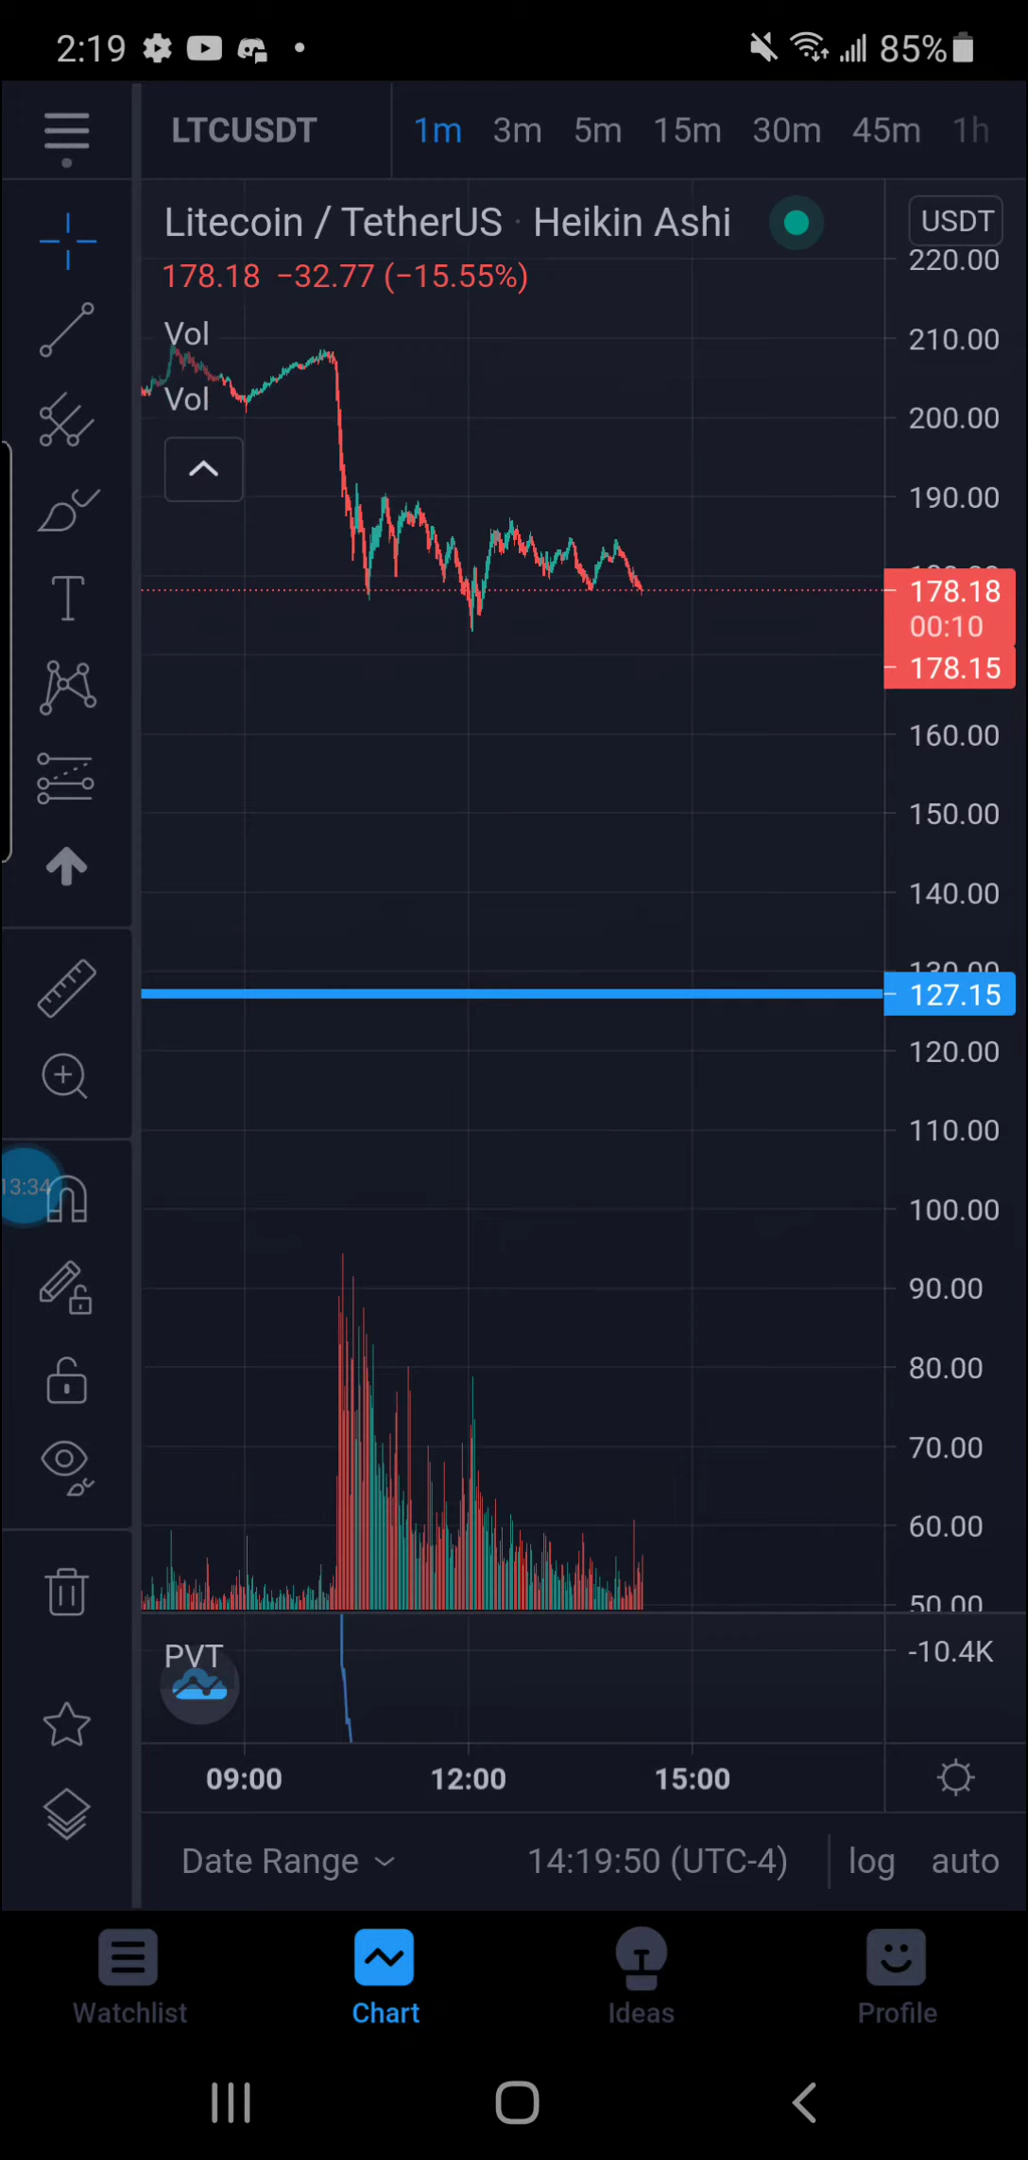 2:19 85%
LTCUSDT 1m 3m 5m 15m 30m 45m 1h
Litecoin / TetherUS · Heikin Ashi
USDT
178.18 −32.77 (−15.55%)
Vol
Vol
220.00
210.00
200.00
190.00
178.18
00:10
178.15
160.00
150.00
140.00
130.00
127.15
120.00
110.00
100.00
13:34
90.00
80.00
70.00
60.00
50.00
PVT
-10.4K
09:00 12:00 15:00
Date Range 14:19:50 (UTC-4) log auto
Watchlist Chart Ideas Profile